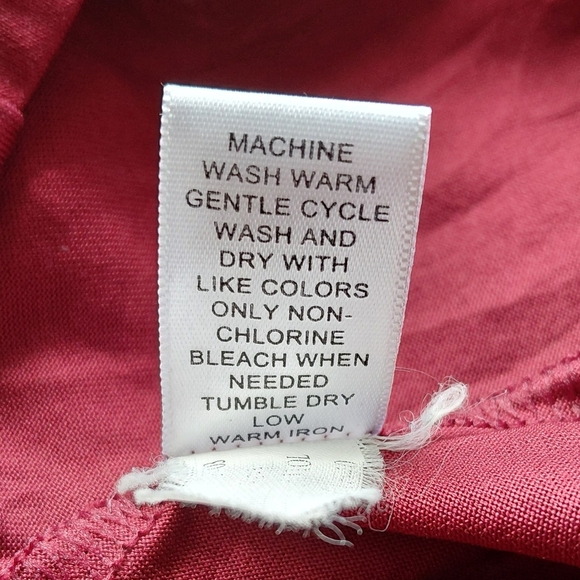 MACHINE
WASH WARM
GENTLE CYCLE
WASH AND
DRY WITH
LIKE COLORS
ONLY NON-
CHLORINE
BLEACH WHEN
NEEDED
TUMBLE DRY
LOW
WARM IRON